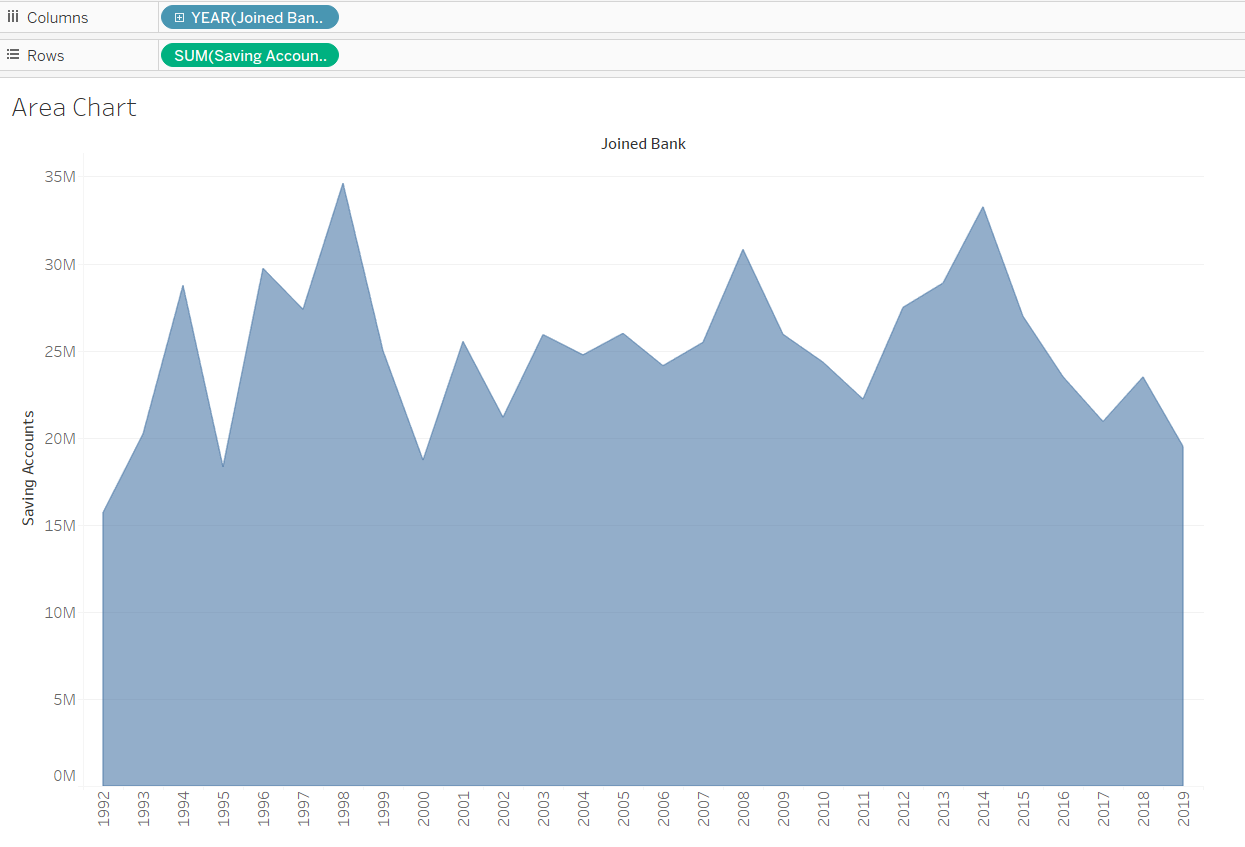 Columns YEAR(Joined Ban..
Rows SUM(Saving Accoun..
Area Chart
Joined Bank
35M
30M
25M
20M
15M
10M
5M
0M
Saving Accounts
1992 1993 1994 1995 1996 1997 1998 1999 2000 2001 2002 2003 2004 2005 2006 2007 2008 2009 2010 2011 2012 2013 2014 2015 2016 2017 2018 2019